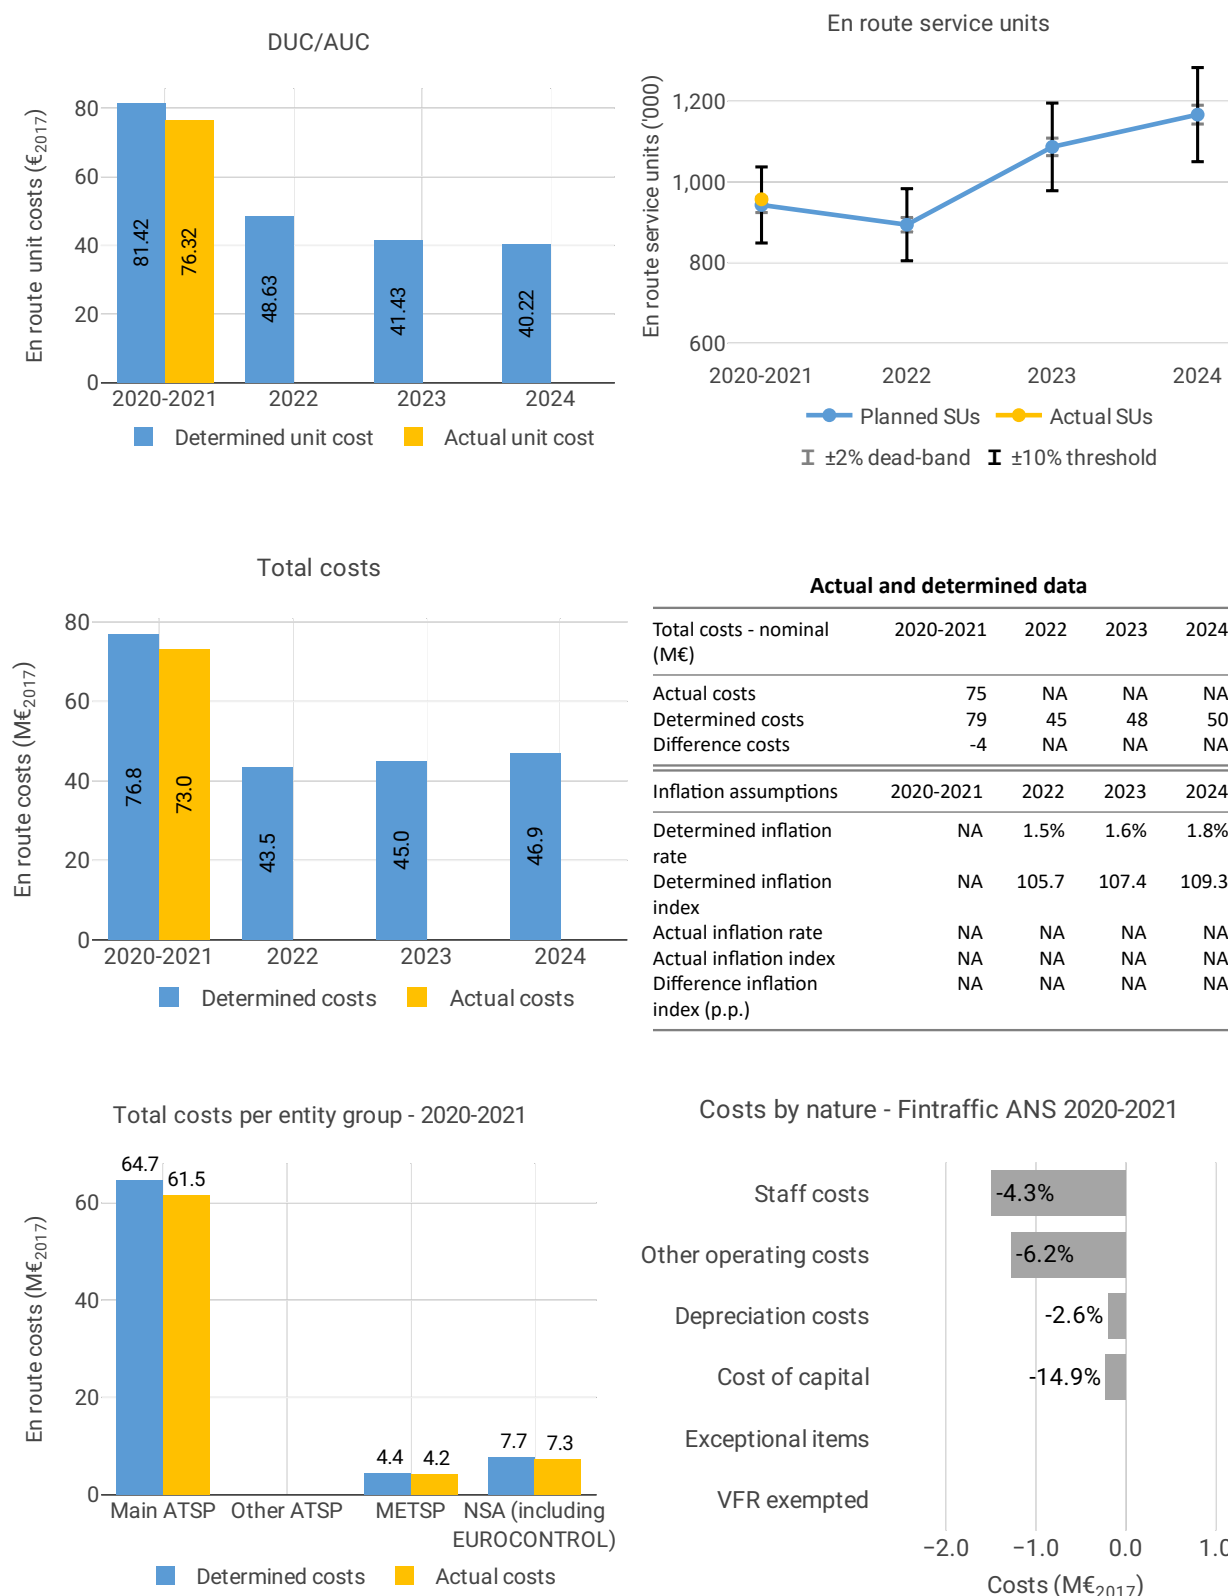 DUC/AUC
En route unit costs (€2017)
80
60
40
20
0
81.42
76.32
48.63
41.43
40.22
2020-2021 2022 2023 2024
Determined unit cost Actual unit cost
En route service units
En route service units ('000)
1,200
1,000
800
600
2020-2021 2022 2023 2024
Planned SUs Actual SUs
±2% dead-band ±10% threshold
Total costs
En route costs (M€2017)
80
60
40
20
0
76.8
73.0
43.5
45.0
46.9
2020-2021 2022 2023 2024
Determined costs Actual costs
Actual and determined data
Total costs - nominal 2020-2021 2022 2023 2024
(M€)
Actual costs 75 NA NA NA
Determined costs 79 45 48 50
Difference costs -4 NA NA NA
Inflation assumptions 2020-2021 2022 2023 2024
Determined inflation NA 1.5% 1.6% 1.8%
rate
Determined inflation NA 105.7 107.4 109.3
index
Actual inflation rate NA NA NA NA
Actual inflation index NA NA NA NA
Difference inflation NA NA NA NA
index (p.p.)
Total costs per entity group - 2020-2021
En route costs (M€2017)
60
40
20
0
64.7
61.5
4.4
4.2
7.7
7.3
Main ATSP Other ATSP METSP NSA (including
EUROCONTROL)
Determined costs Actual costs
Costs by nature - Fintraffic ANS 2020-2021
Staff costs -4.3%
Other operating costs -6.2%
Depreciation costs -2.6%
Cost of capital -14.9%
Exceptional items
VFR exempted
−2.0 −1.0 0.0 1.0
Costs (M€2017)